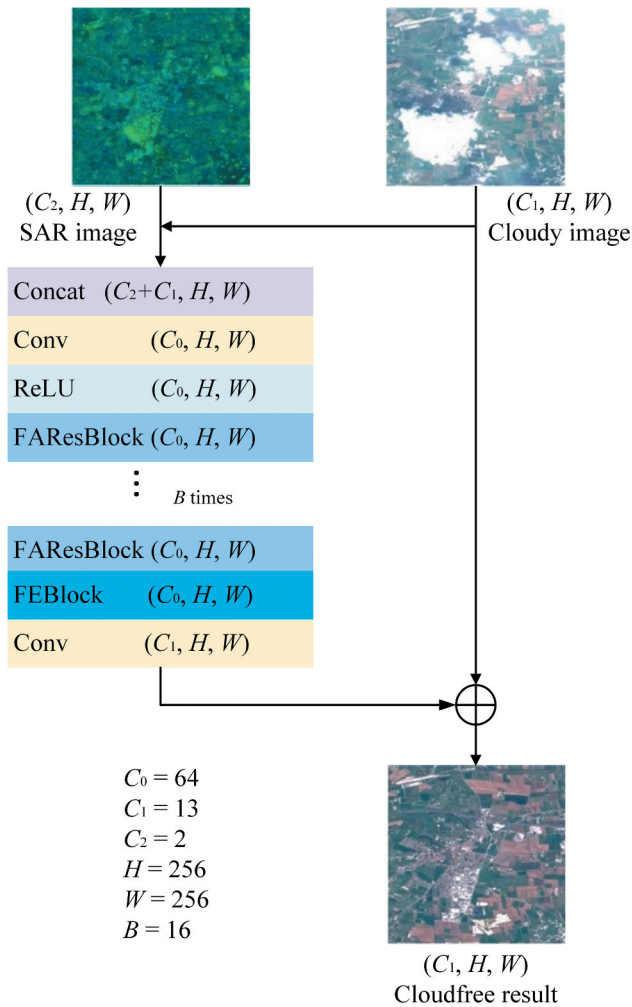 (C₂, H, W)
SAR image
(C₁, H, W)
Cloudy image
Concat (C₂+C₁, H, W)
Conv (C₀, H, W)
ReLU (C₀, H, W)
FAResBlock (C₀, H, W)
⋮
B times
FAResBlock (C₀, H, W)
FEBlock (C₀, H, W)
Conv (C₁, H, W)
C₀ = 64
C₁ = 13
C₂ = 2
H = 256
W = 256
B = 16
(C₁, H, W)
Cloudfree result